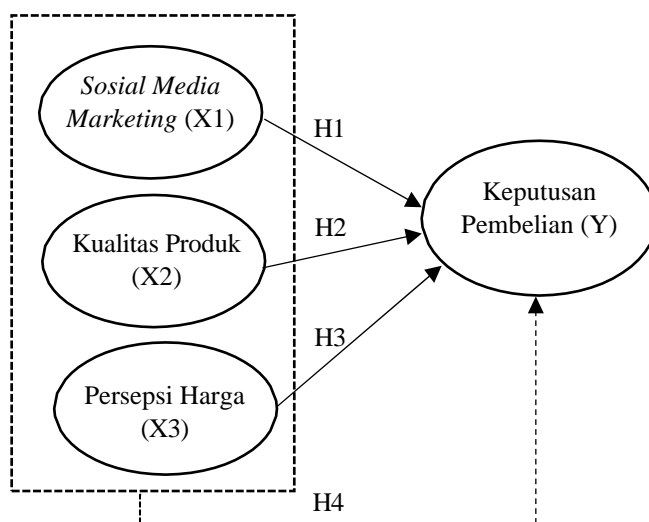 Sosial Media
Marketing (X1)
H1
Keputusan
Pembelian (Y)
Kualitas Produk
(X2)
H2
H3
Persepsi Harga
(X3)
H4